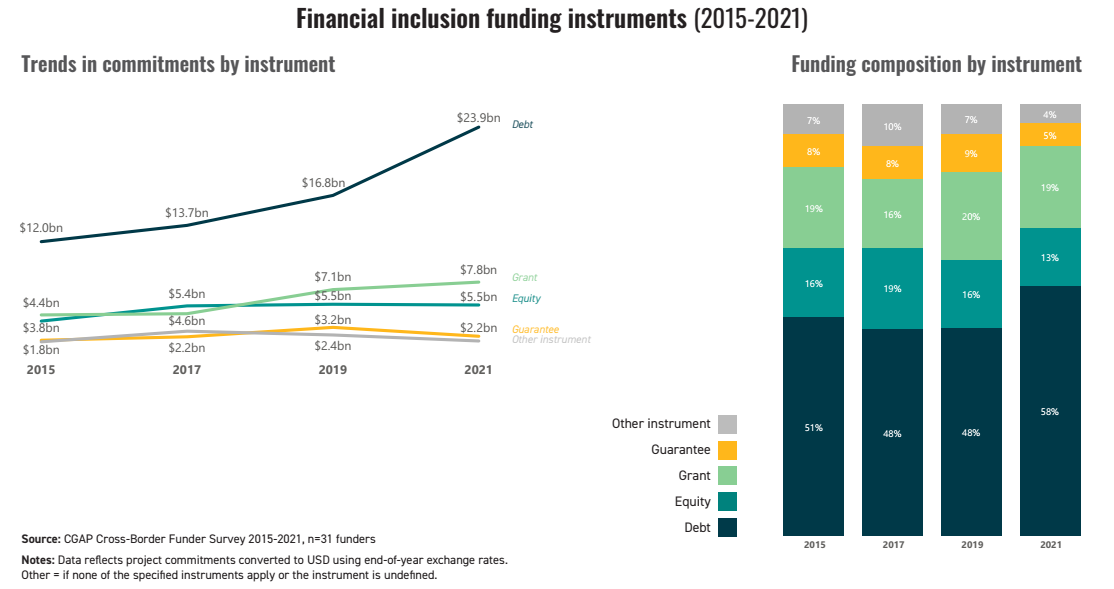 Financial inclusion funding instruments (2015-2021)
Trends in commitments by instrument
$23.9bn
Debt
$16.8bn
$13.7bn
$12.0bn
$7.8bn
Grant
$7.1bn
$5.4bn
$5.5bn
$5.5bn
Equity
$4.4bn
$4.6bn
$3.2bn
$2.2bn
Guarantee
$3.8bn
Other instrument
$1.8bn
$2.2bn
$2.4bn
2015 2017 2019 2021
Funding composition by instrument
7% 10% 7% 4%
8% 8% 9% 5%
19% 16% 20% 19%
16% 19% 16% 13%
51% 48% 48% 58%
2015 2017 2019 2021
Other instrument
Guarantee
Grant
Equity
Debt
Source: CGAP Cross-Border Funder Survey 2015-2021, n=31 funders
Notes: Data reflects project commitments converted to USD using end-of-year exchange rates.
Other = if none of the specified instruments apply or the instrument is undefined.